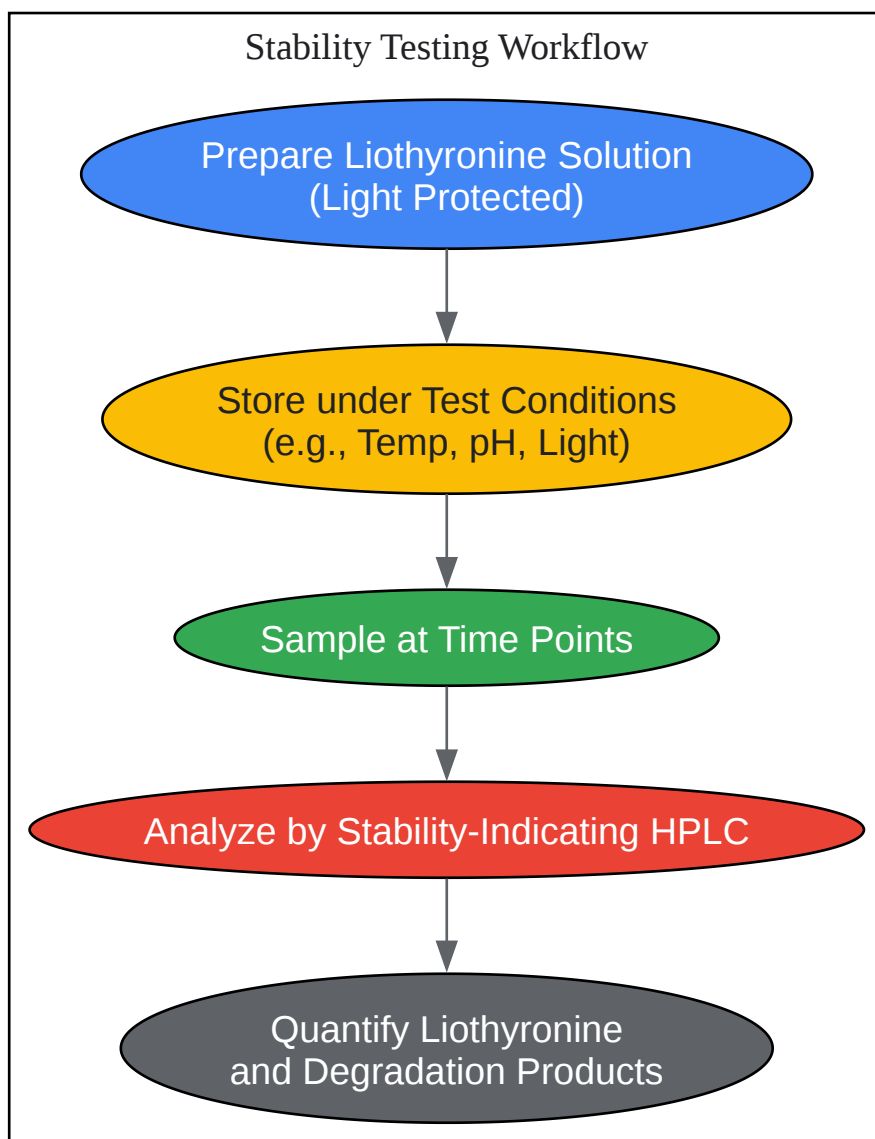 Stability Testing Workflow
Prepare Liothyronine Solution
(Light Protected)
Store under Test Conditions
(e.g., Temp, pH, Light)
Sample at Time Points
Analyze by Stability-Indicating HPLC
Quantify Liothyronine
and Degradation Products